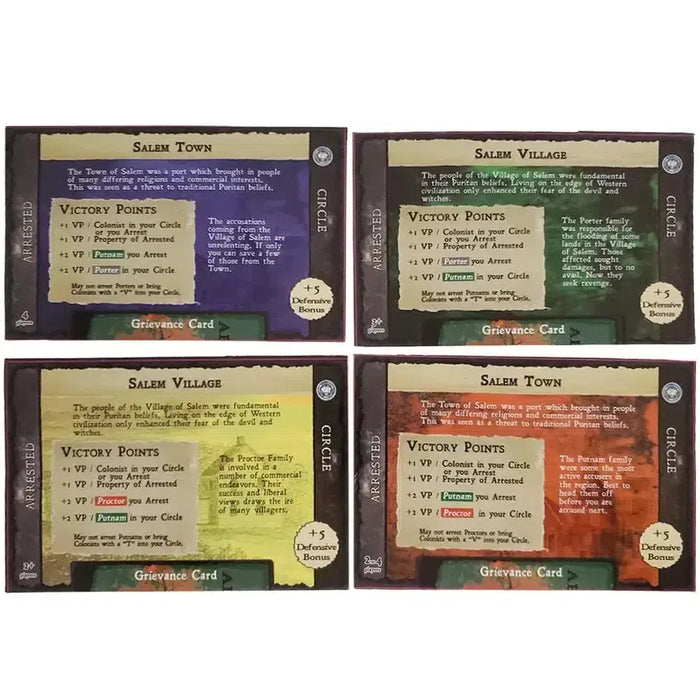 SALEM TOWN
The Town of Salem was a port which brought in people
of many differing religions and commercial interests.
This was seen as a threat to traditional Puritan beliefs.
ARRESTED
CIRCLE
VICTORY POINTS
+1 VP / Colonist in your Circle
or you Arrest
+1 VP / Property of Arrested
+2 VP / Putnam you Arrest
+2 VP / Porter in your Circle
May not arrest Porters or bring
Colonists with a "V" into your Circle.
The accusations
coming from the
Village of Salem are
unrelenting. If only
you can save a few
of those from the
Town.
+5
Defensive
Bonus
4
players
Grievance Card
SALEM VILLAGE
The people of the Village of Salem were fundamental
in their Puritan beliefs. Living on the edge of Western
civilization only enhanced their fear of the devil and
witches.
ARRESTED
CIRCLE
VICTORY POINTS
+1 VP / Colonist in your Circle
or you Arrest
+1 VP / Property of Arrested
+2 VP / Porter you Arrest
+2 VP / Putnam in your Circle
May not arrest Putnams or bring
Colonists with a "T" into your Circle.
The Porter family
was responsible for
the flooding of some
lands in the Village
of Salem. Those
affected sought
damages, but to no
avail. Now they
seek revenge.
+5
Defensive
Bonus
3+
players
Grievance Card
SALEM VILLAGE
The people of the Village of Salem were fundamental
in their Puritan beliefs. Living on the edge of Western
civilization only enhanced their fear of the devil and
witches.
ARRESTED
CIRCLE
VICTORY POINTS
+1 VP / Colonist in your Circle
or you Arrest
+1 VP / Property of Arrested
+2 VP / Proctor you Arrest
+2 VP / Putnam in your Circle
May not arrest Putnams or bring
Colonists with a "T" into your Circle.
The Proctor Family
is involved in a
number of commercial
endeavors. Their
success and liberal
views draws the ire
of many villagers.
+5
Defensive
Bonus
2+
players
Grievance Card
SALEM TOWN
The Town of Salem was a port which brought in people
of many differing religions and commercial interests.
This was seen as a threat to traditional Puritan beliefs.
ARRESTED
CIRCLE
VICTORY POINTS
+1 VP / Colonist in your Circle
or you Arrest
+1 VP / Property of Arrested
+2 VP / Putnam you Arrest
+2 VP / Proctor in your Circle
May not arrest Proctors or bring
Colonists with a "V" into your Circle.
The Putnam family
were some the most
active accusers in
the region. Best to
head them off
before you are
accused next.
+5
Defensive
Bonus
2 or 4
players
Grievance Card